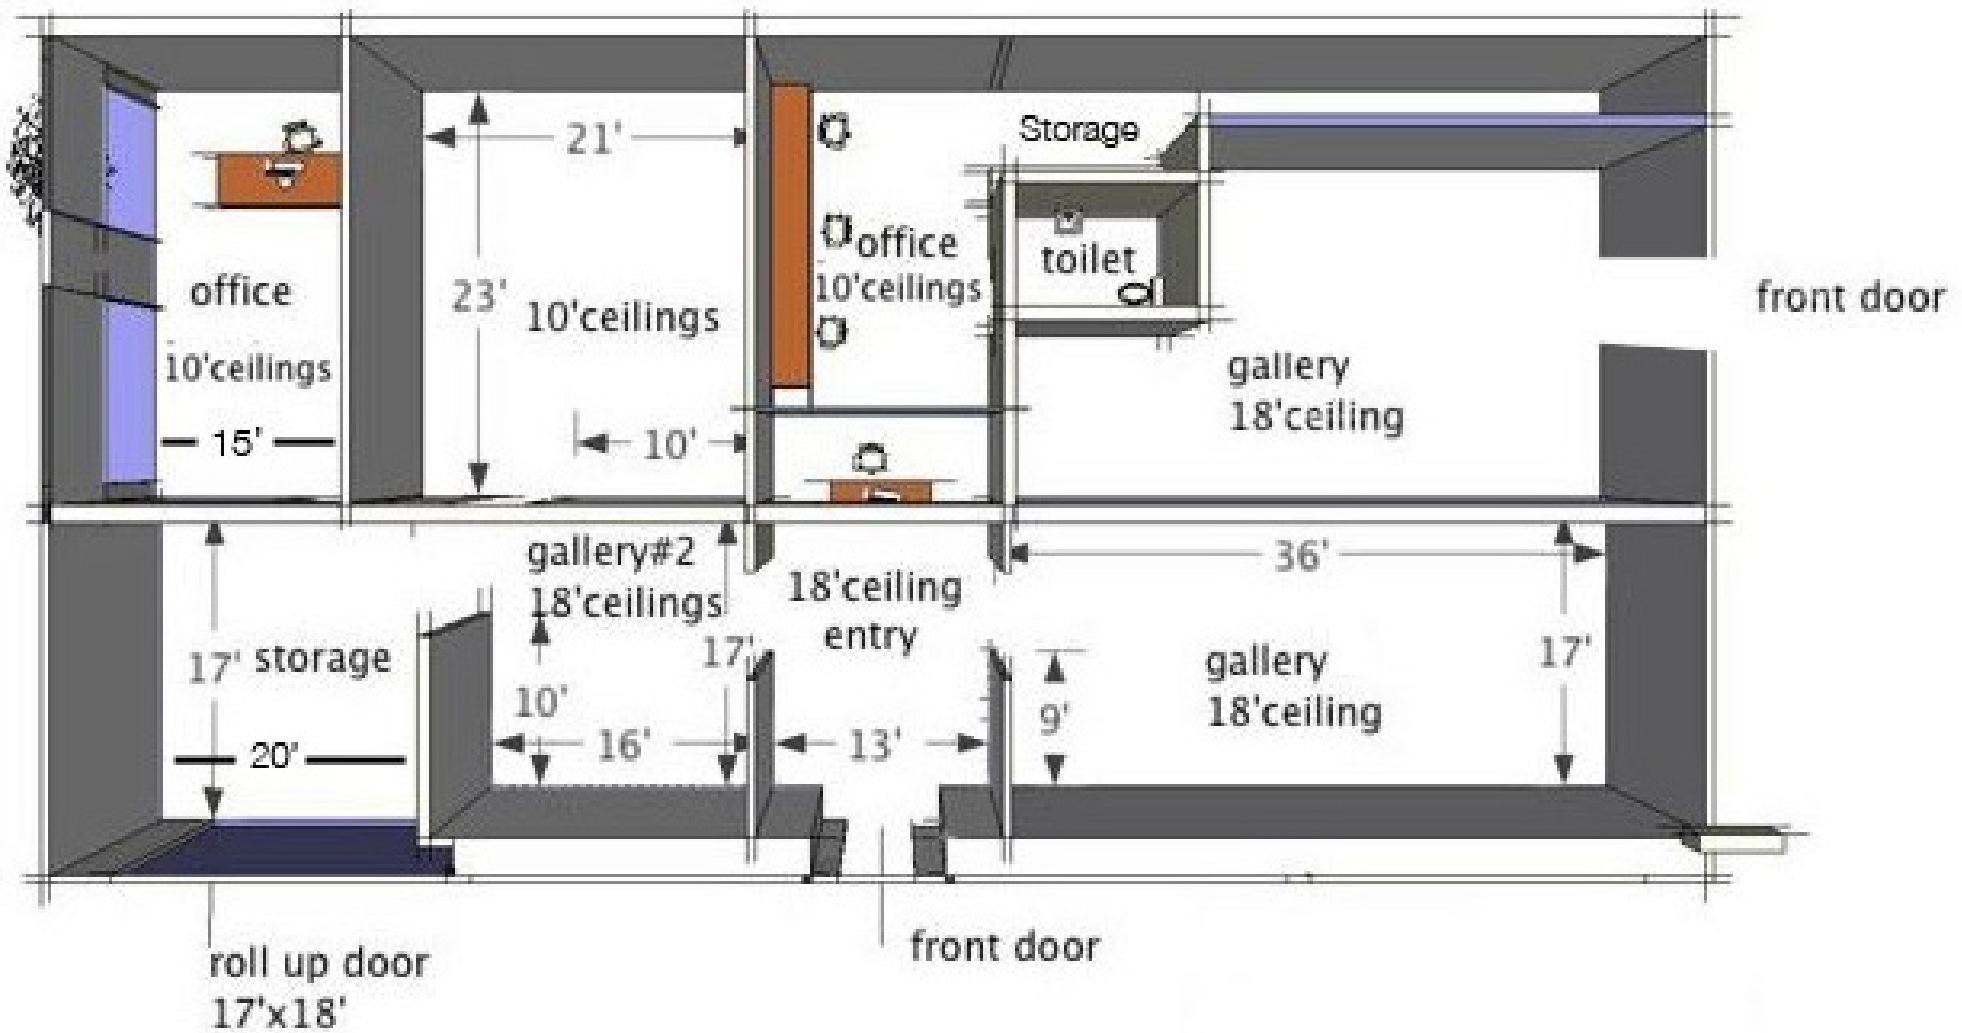 21'
Storage
23'
office
10'ceilings
office
10'ceilings
toilet
front door
10'ceilings
gallery
18'ceiling
15'
10'
gallery#2
18'ceilings
36'
18'ceiling
entry
17'
storage
17'
17'
10'
9'
gallery
18'ceiling
20'
16'
13'
roll up door
17'x18'
front door